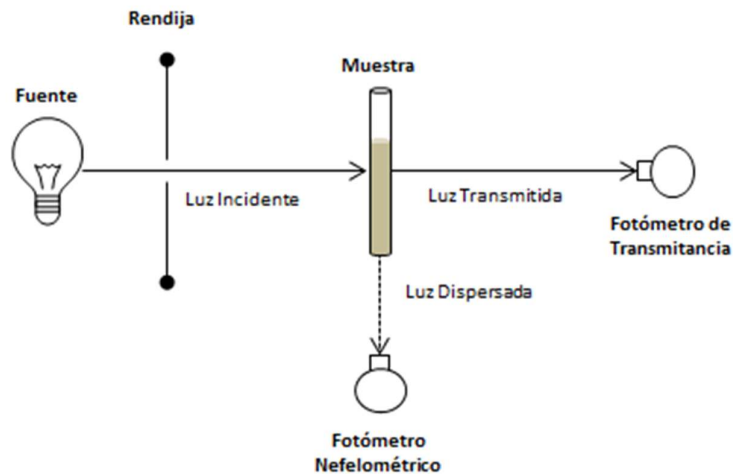 Rendija
Muestra
Fuente
Luz Incidente
Luz Transmitida
Fotómetro de
Transmitancia
Luz Dispersada
Fotómetro
Nefelométrico